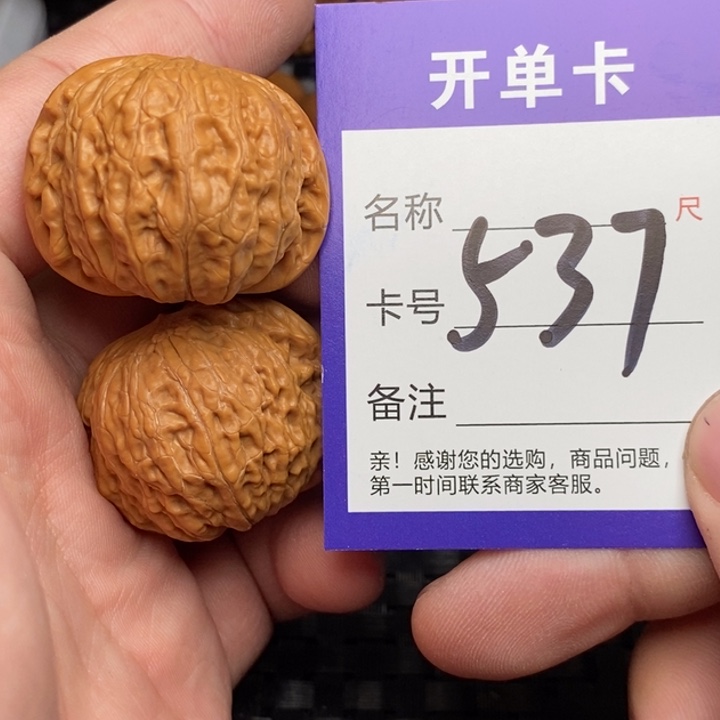 开单卡
名称
尺
卡号 537
备注
亲！感谢您的选购，商品问题，
第一时间联系商家客服。